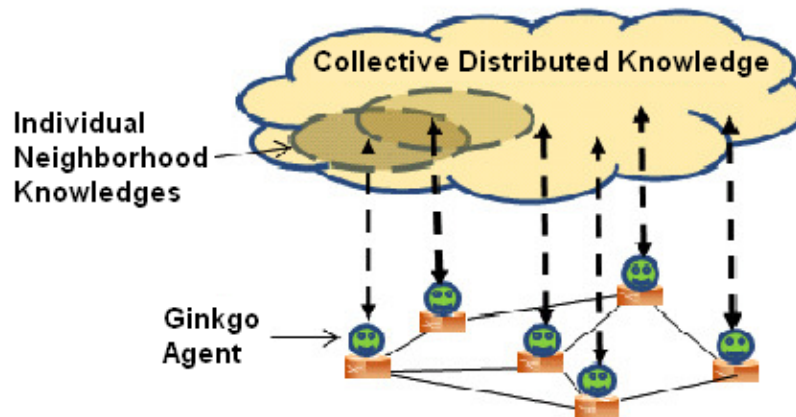 Collective Distributed Knowledge
Individual
Neighborhood
Knowledges
Ginkgo
Agent